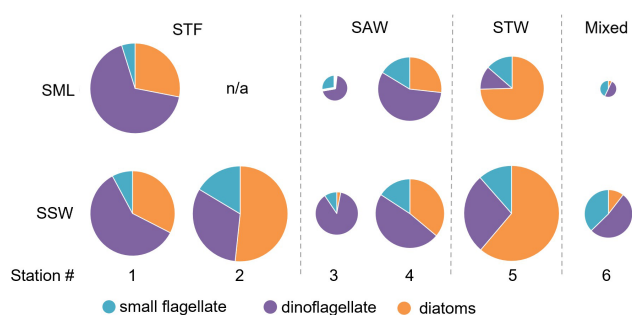 STF SAW STW Mixed
SML n/a
SSW
Station # 1 2 3 4 5 6
small flagellate dinoflagellate diatoms